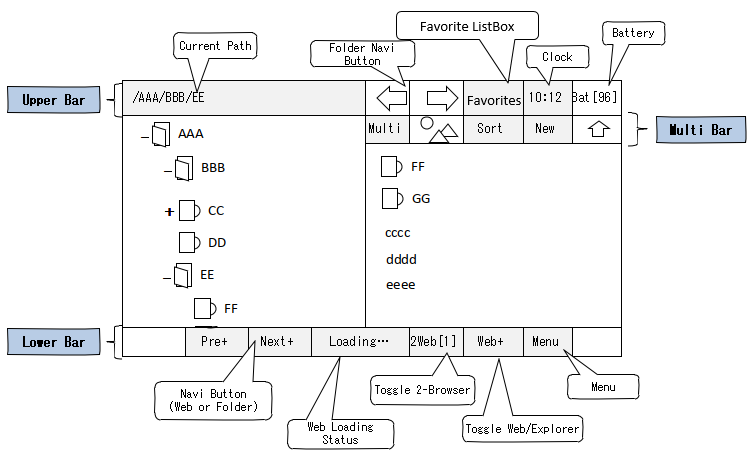 Current Path
Folder Navi
Button
Favorite ListBox
Clock
Battery
Upper Bar
/AAA/BBB/EE
Favorites
10:12
Bat[96]
Multi
Sort
New
Multi Bar
AAA
BBB
+ CC
DD
EE
FF
FF
GG
cccc
dddd
eeee
Lower Bar
Pre+
Next+
Loading…
2Web[1]
Web+
Menu
Navi Button
(Web or Folder)
Web Loading
Status
Toggle 2-Browser
Toggle Web/Explorer
Menu